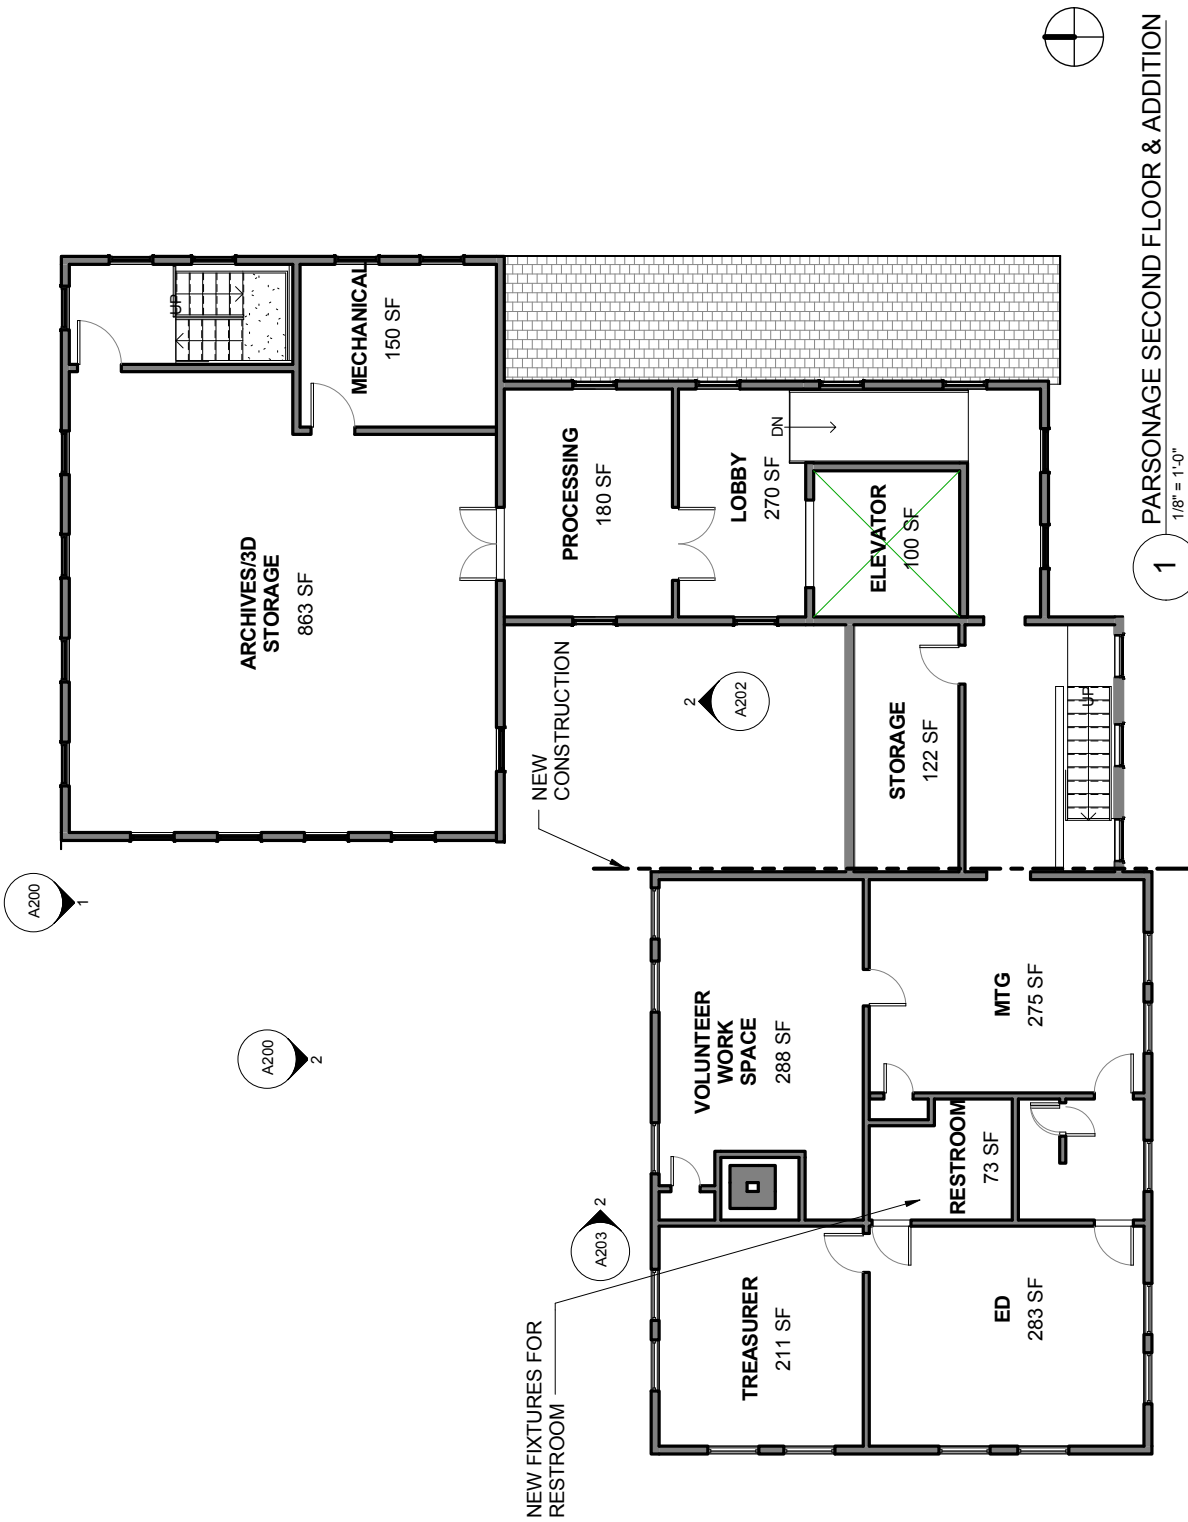 A200
1
A200
2
A203
2
NEW FIXTURES FOR
RESTROOM
ARCHIVES/3D
STORAGE
863 SF
UP
MECHANICAL
150 SF
NEW
CONSTRUCTION
PROCESSING
180 SF
LOBBY
270 SF
DN
2
A202
ELEVATOR
100 SF
STORAGE
122 SF
UP
VOLUNTEER
WORK
SPACE
288 SF
MTG
275 SF
RESTROOM
73 SF
TREASURER
211 SF
ED
283 SF
1
PARSONAGE SECOND FLOOR & ADDITION
1/8" = 1'-0"